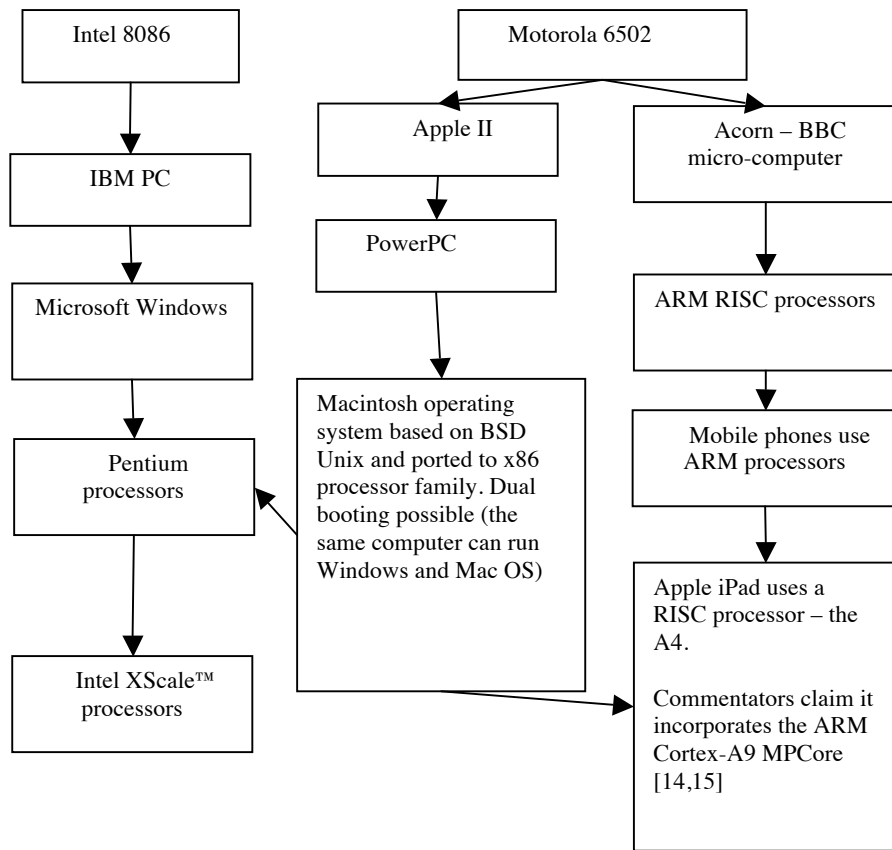 Intel 8086
Motorola 6502
Apple II
Acorn – BBC
micro-computer
IBM PC
PowerPC
Microsoft Windows
ARM RISC processors
Macintosh operating
system based on BSD
Unix and ported to x86
processor family. Dual
booting possible (the
same computer can run
Windows and Mac OS)
Mobile phones use
ARM processors
Pentium
processors
Apple iPad uses a
RISC processor – the
A4.
Commentators claim it
incorporates the ARM
Cortex-A9 MPCore
[14,15]
Intel XScale™
processors